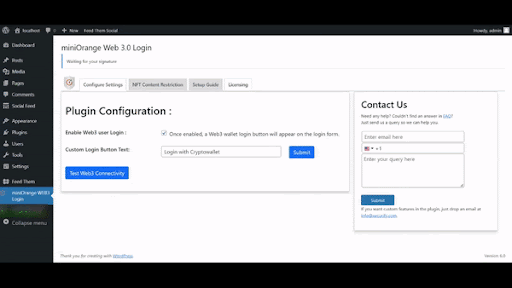 localhost
0
+ New
Feed Them Social
Howdy, admin
Dashboard
Posts
Media
Pages
Comments
Social Feed
Appearance
Plugins
Users
Tools
Settings
Feed Them
miniOrange WEB3
Login
Collapse menu
miniOrange Web 3.0 Login
Waiting for your signature
Configure Settings
NFT Content Restriction
Setup Guide
Licensing
Plugin Configuration :
Enable Web3 user Login :
Once enabled, a Web3 wallet login button will appear on the login form.
Custom Login Button Text:
Login with Cryptowallet
Submit
Test Web3 Connectivity
Contact Us
Need any help? Couldn't find an answer in FAQ?
Just send us a query so we can help you.
Enter email here
+1
Enter your query here
Submit
If you want custom features in the plugin, just drop an email at
info@xecurify.com.
Thank you for creating with WordPress.
Version 6.0